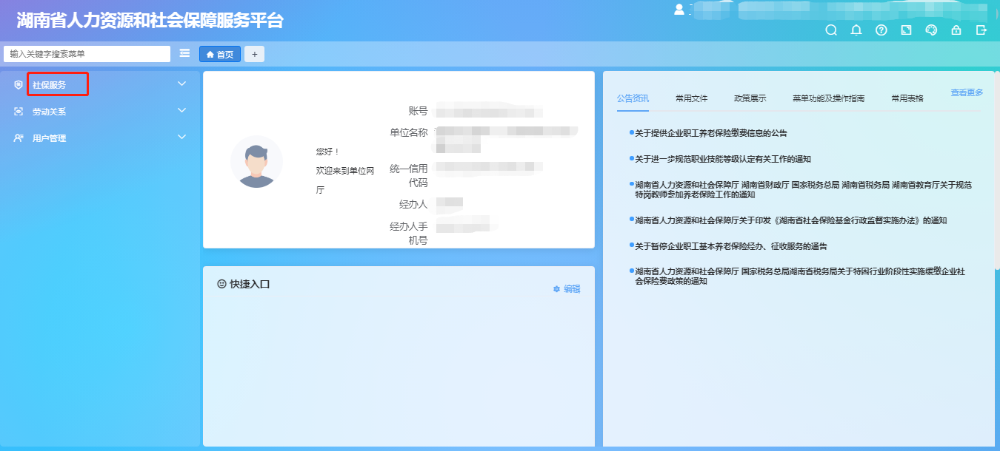 湖南省人力资源和社会保障服务平台
输入关键字搜索菜单
首页
+
社保服务
劳动关系
用户管理
您好！
欢迎来到单位网
厅
账号
单位名称
统一信用
代码
经办人
经办人手
机号
快捷入口
编辑
公告资讯 常用文件 政策展示 菜单功能及操作指南 常用表格 查看更多
关于提供企业职工养老保险缴费信息的公告
关于进一步规范职业技能等级认定有关工作的通知
湖南省人力资源和社会保障厅 湖南省财政厅 国家税务总局 湖南省税务局 湖南省教育厅关于规范
特岗教师参加养老保险工作的通知
湖南省人力资源和社会保障厅关于印发《湖南省社会保险基金行政监督实施办法》的通知
关于暂停企业职工基本养老保险经办、征收服务的通告
湖南省人力资源和社会保障厅 国家税务总局湖南省税务局关于特困行业阶段性实施缓缴企业社
会保险费政策的通知